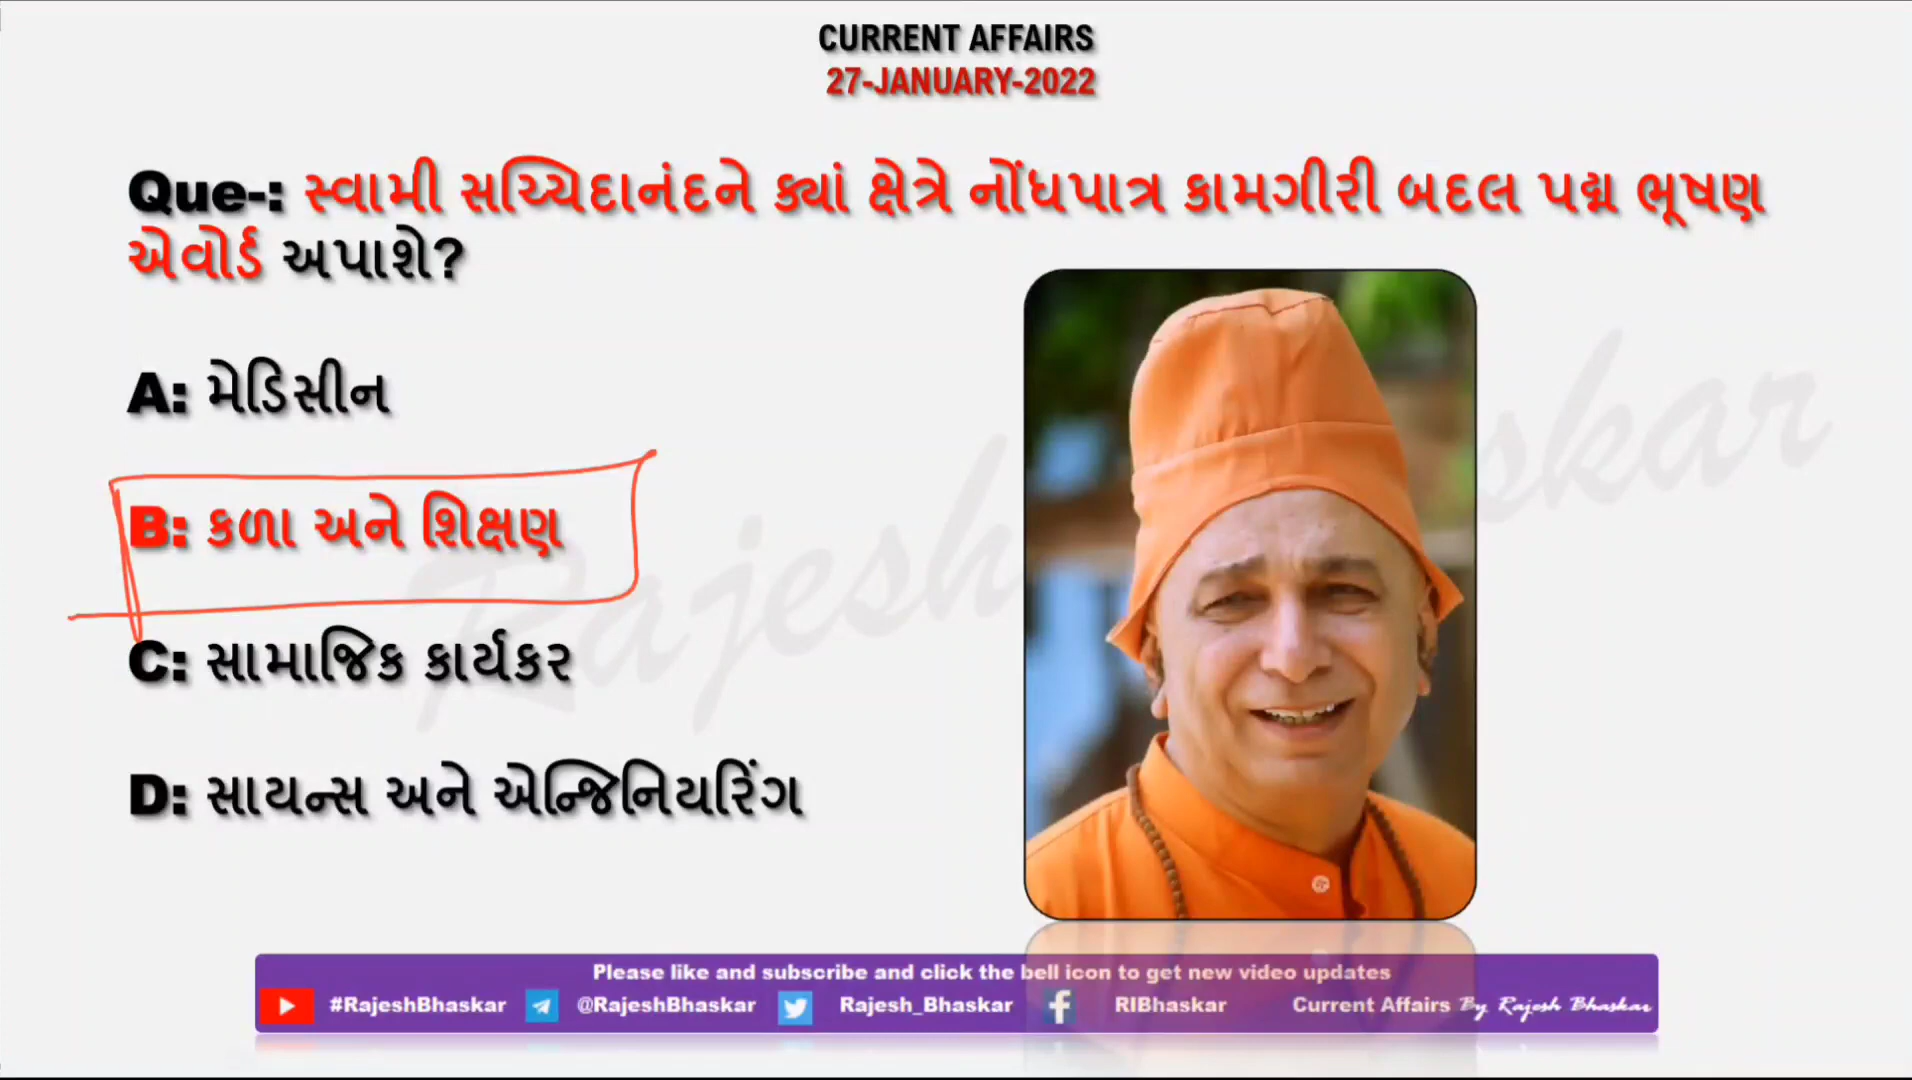 CURRENT AFFAIRS
27-JANUARY-2022
Que-: સ્વામી સચ્ચિદાનંદને ક્યાં ક્ષેત્રે નોંધપાત્ર કામગીરી બદલ પદ્મ ભૂષણ
એવોર્ડ અપાશે?
A: મેડિસીન
B: કળા અને શિક્ષણ
C: સામાજિક કાર્યકર
D: સાયન્સ અને એન્જિનિયરિંગ
Rajesh Bhaskar
Please like and subscribe and click the bell icon to get new video updates
#RajeshBhaskar @RajeshBhaskar Rajesh_Bhaskar RIBhaskar Current Affairs By Rajesh Bhaskar